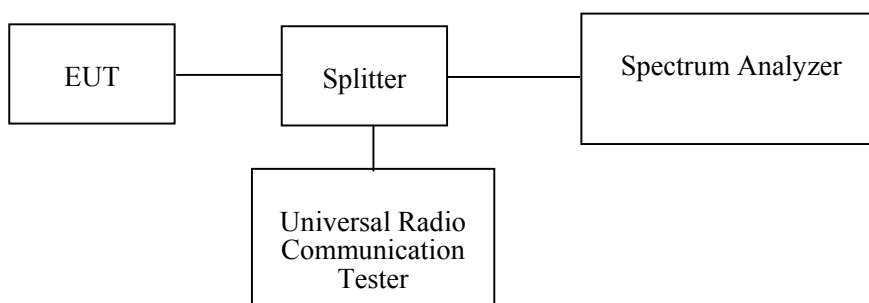 EUT
Splitter
Spectrum Analyzer
Universal Radio
Communication
Tester